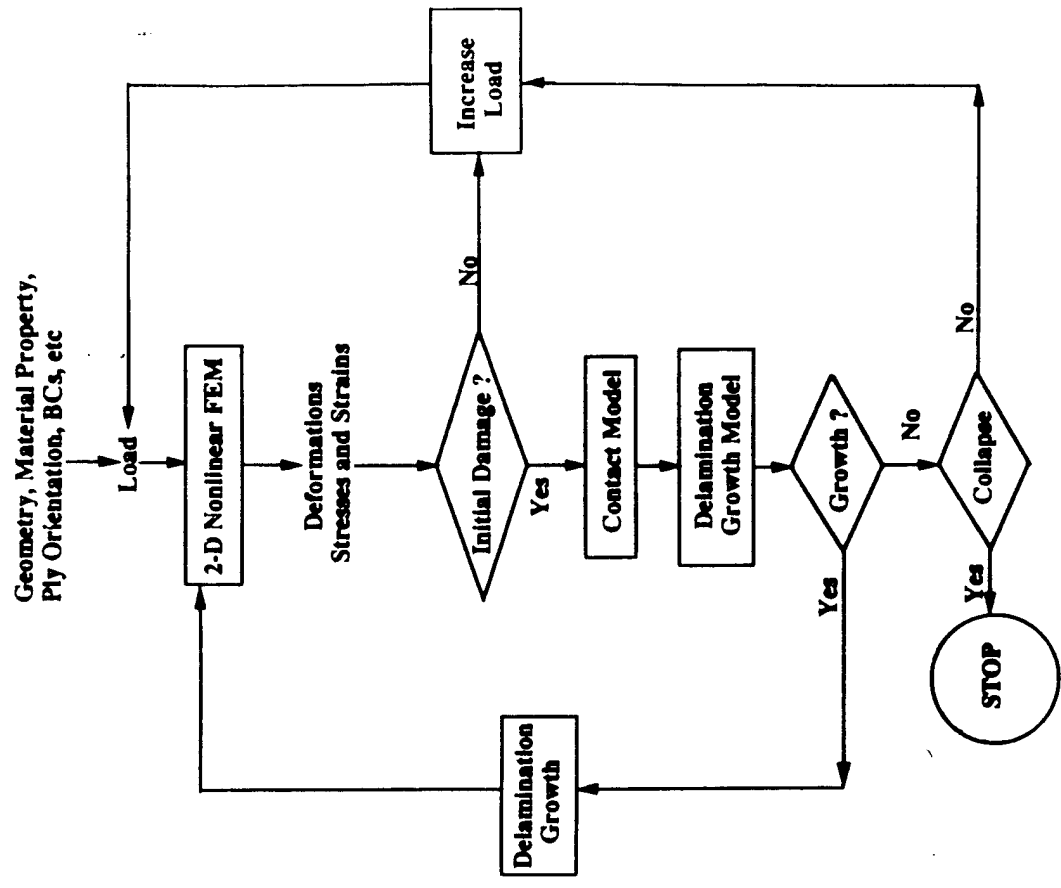 Geometry, Material Property,
Ply Orientation, BCs, etc
Load
2-D Nonlinear FEM
Deformations
Stresses and Strains
Initial Damage ?
No
Increase
Load
Yes
Contact Model
Delamination
Growth Model
Growth ?
Yes
Delamination
Growth
No
Collapse
No
Yes
STOP